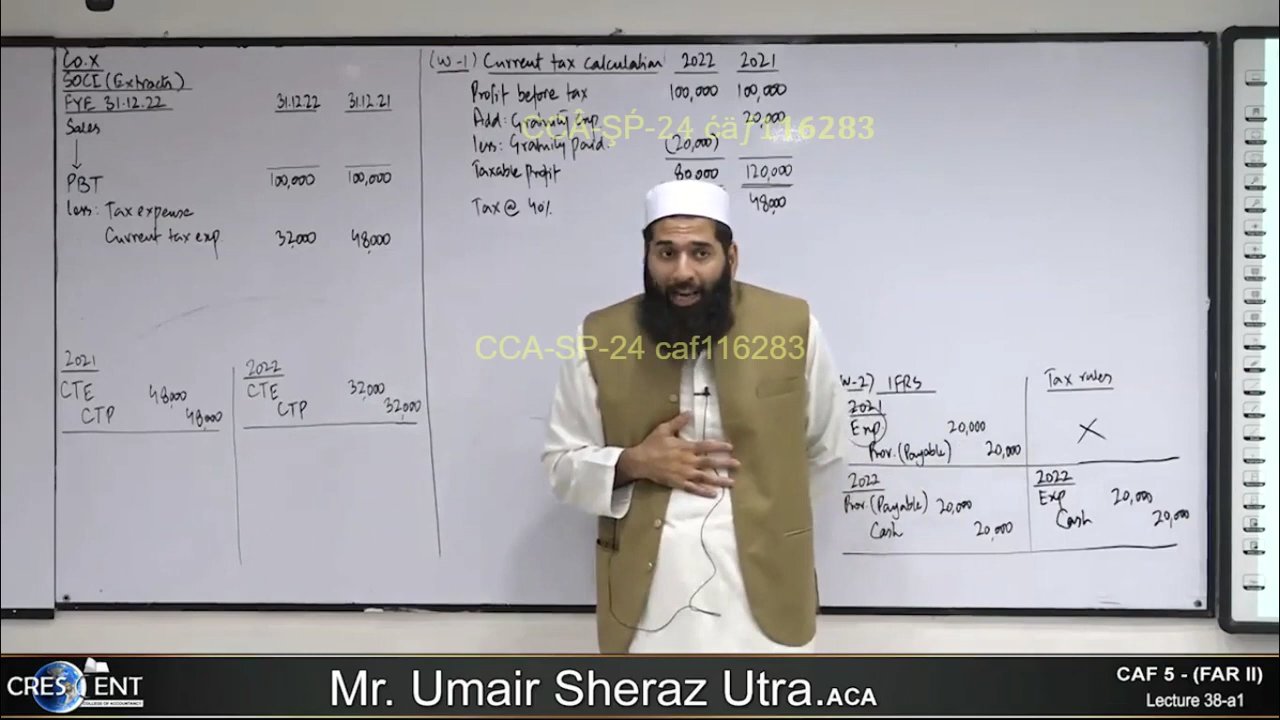 Co.X
SOCI (Extracts)
FYE 31.12.22 31.12.22 31.12.21
Sales
PBT 100,000 100,000
less: Tax expense
Current tax exp 32000 48,000
2021
CTE 48,000
CTP 48,000
2022
CTE 32,000
CTP 32,000
(W-1) Current tax calculation 2022 2021
Profit before tax 100,000 100,000
Add: Gratuity Exp 20,000
less: Gratuity paid (20,000)
Taxable profit 80,000 120,000
Tax @ 40% 48,000
CCA-SP-24 116283
CCA-SP-24 caf116283
W-2) IFRS Tax rules
2021
Exp 20,000
Prov. (Payable) 20,000
2022
Prov. (Payable) 20,000
Cash 20,000
2022
Exp 20,000
Cash 20,000
CRESCENT
COLLEGE OF ACCOUNTANCY
Mr. Umair Sheraz Utra.ACA
CAF 5 - (FAR II)
Lecture 38-a1